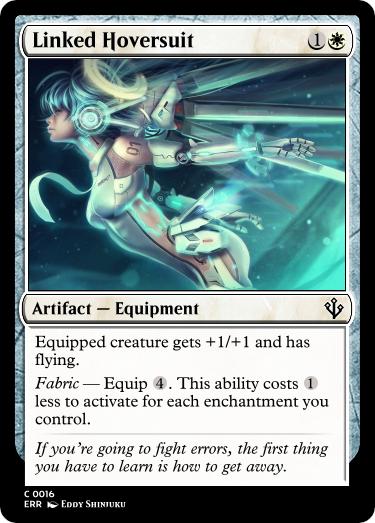 Linked Hoversuit 1
01
Artifact — Equipment
Equipped creature gets +1/+1 and has
flying.
Fabric — Equip 4. This ability costs 1
less to activate for each enchantment you
control.
If you're going to fight errors, the first thing
you have to learn is how to get away.
C 0016
ERR Eddy Shinjuku